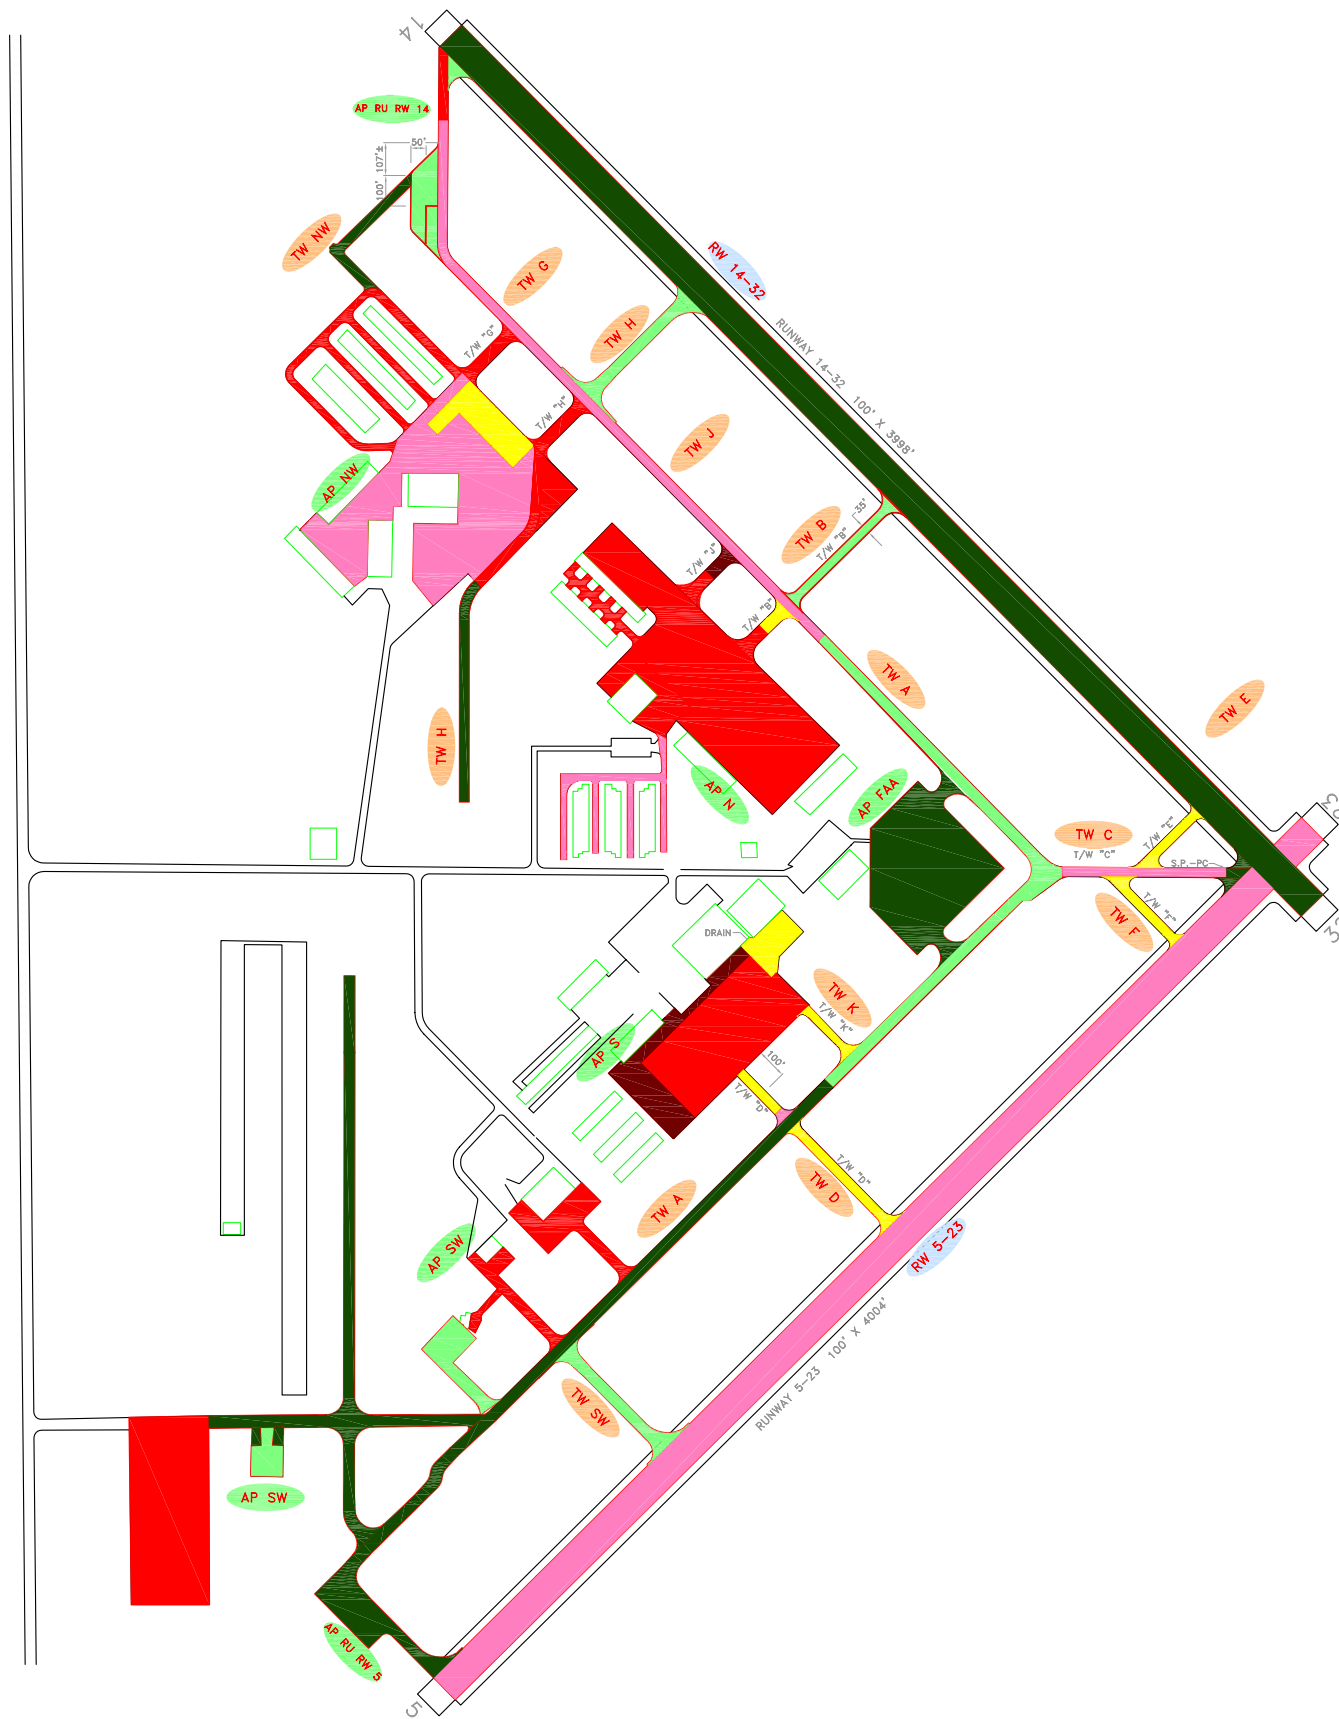 14
AP RU RW 14
50'
107'±
100'
TW NW
TW G
RW 14-32
TW H
T/W "G"
RUNWAY 14-32 100' X 3998'
T/W "H"
TW J
AP NW
35'
TW B
T/W "B"
T/W "J"
T/W "B"
TW A
TW E
TW H
AP N
AP FAA
TW C
T/W "E"
T/W "C"
S.P.-PC
TW F
T/W "F"
DRAIN
TW K
T/W "K"
AP S
100'
T/W "D"
T/W "D"
TW D
TW A
AP SW
RW 5-23
RUNWAY 5-23 100' X 4004'
TW SW
AP SW
AP RU RW 5
5